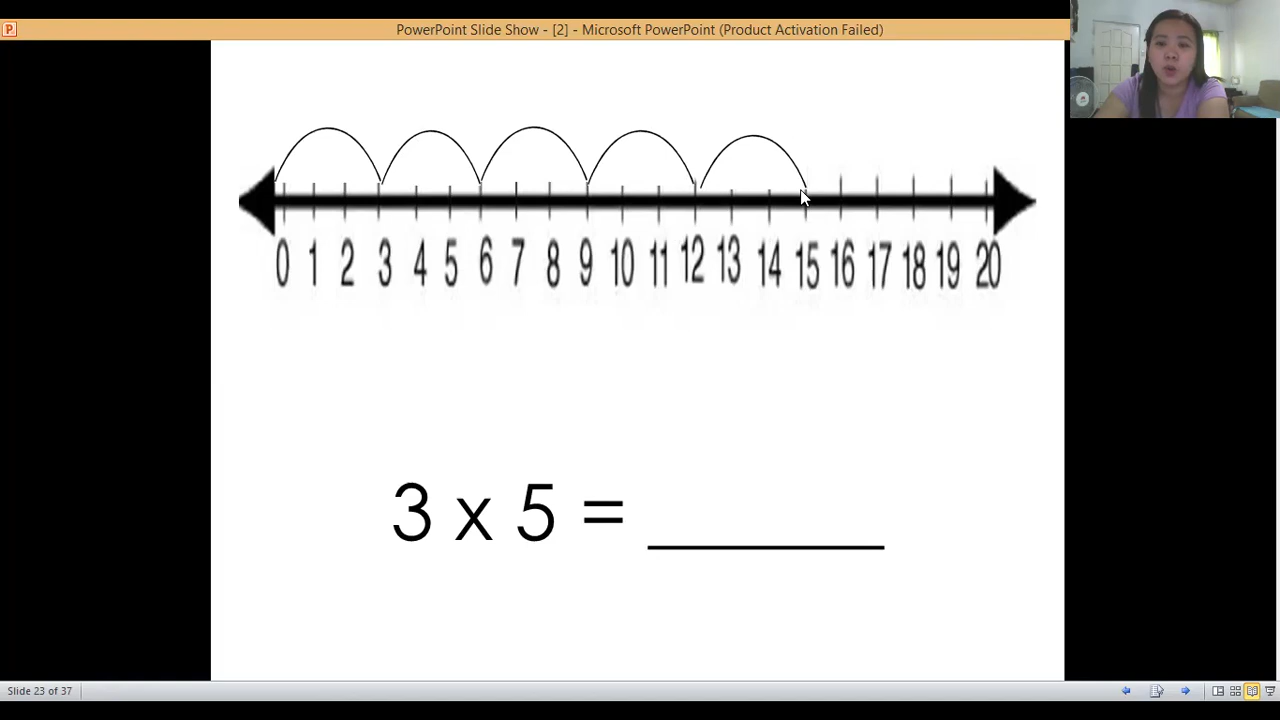 PowerPoint Slide Show - [2] - Microsoft PowerPoint (Product Activation Failed)
0 1 2 3 4 5 6 7 8 9 10 11 12 13 14 15 16 17 18 19 20
3 x 5 = ________
Slide 23 of 37